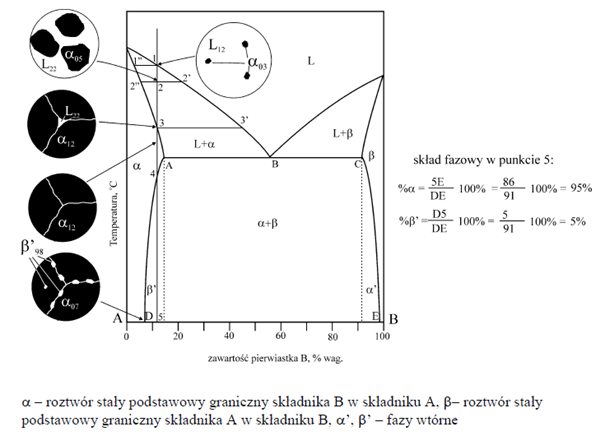 α₀₅
L₂₂
L₁₂
α₀₃
L
1" 1
2" 2 2'
3 3'
L₂₂
α₁₂
L+α
L+β
α
A
B
C
β
4
Temperatura, °C
α₁₂
α+β
β'₉₈
α₀₇
β'
α'
A
D
5
E
B
0 20 40 60 80 100
zawartość pierwiastka B, % wag.
skład fazowy w punkcie 5:
%α = 5E/DE 100% = 86/91 100% = 95%
%β' = D5/DE 100% = 5/91 100% = 5%
α – roztwór stały podstawowy graniczny składnika B w składniku A, β– roztwór stały
podstawowy graniczny składnika A w składniku B, α', β' – fazy wtórne